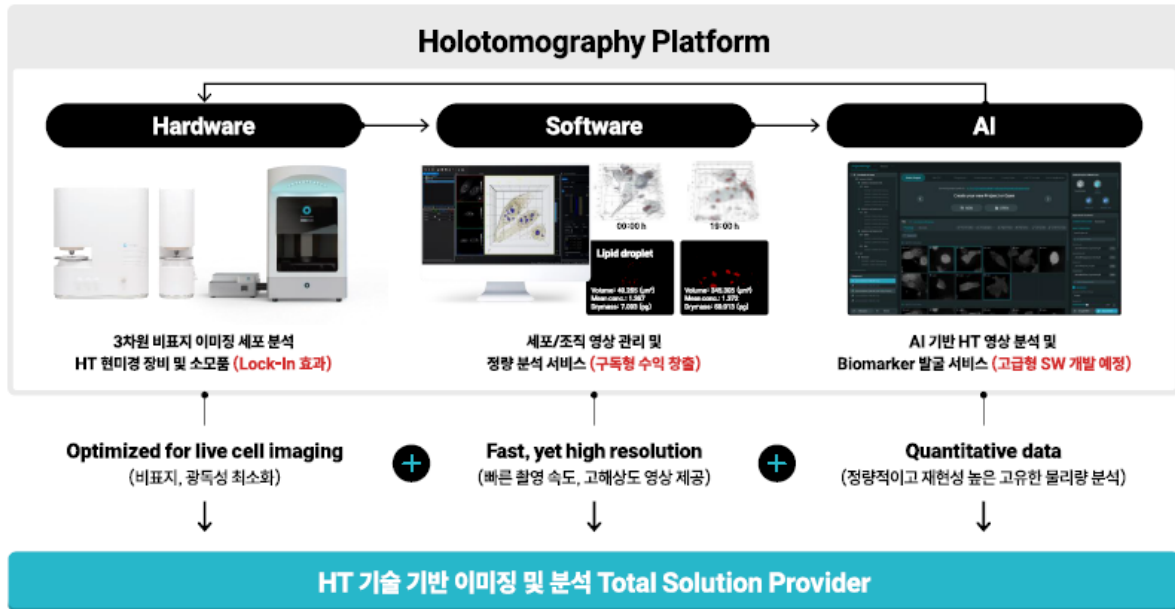 Holotomography Platform
Hardware
Software
AI
00:00 h
Lipid droplet
3차원 비표지 이미징 세포 분석
HT 현미경 장비 및 소모품 (Lock-In 효과)
세포/조직 영상 관리 및
정량 분석 서비스 (구독형 수익 창출)
AI 기반 HT 영상 분석 및
Biomarker 발굴 서비스 (고급형 SW 개발 예정)
Optimized for live cell imaging
(비표지, 광독성 최소화)
+
Fast, yet high resolution
(빠른 촬영 속도, 고해상도 영상 제공)
+
Quantitative data
(정량적이고 재현성 높은 고유한 물리량 분석)
HT 기술 기반 이미징 및 분석 Total Solution Provider